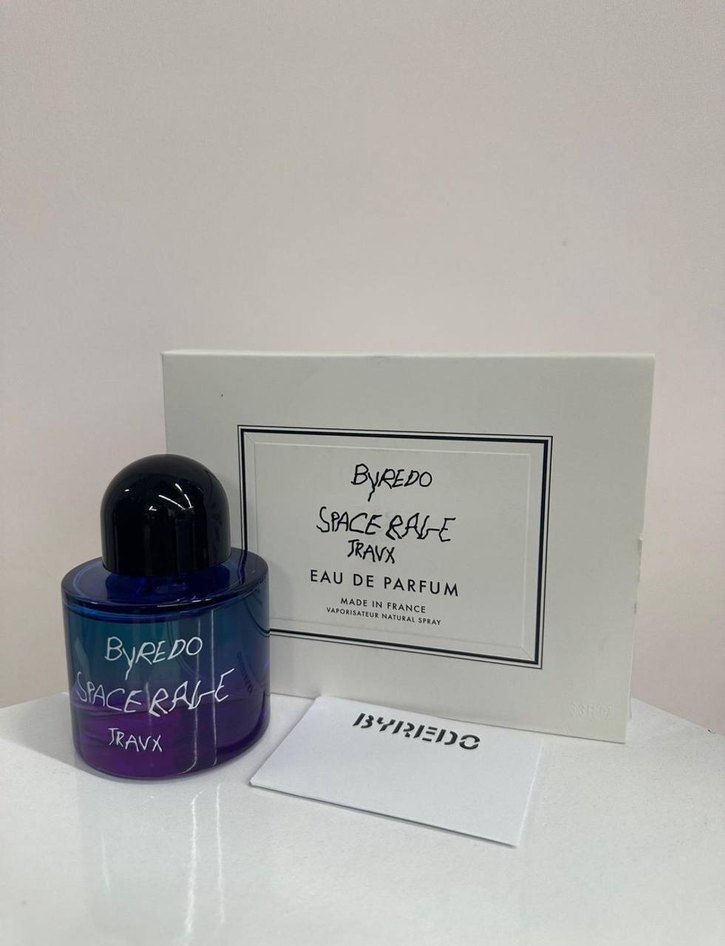 BYREDO
SPACE RAGE
TRAVX
EAU DE PARFUM
MADE IN FRANCE
VAPORISATEUR NATURAL SPRAY
BYREDO
SPACE RAGE
TRAVX
BYREDO